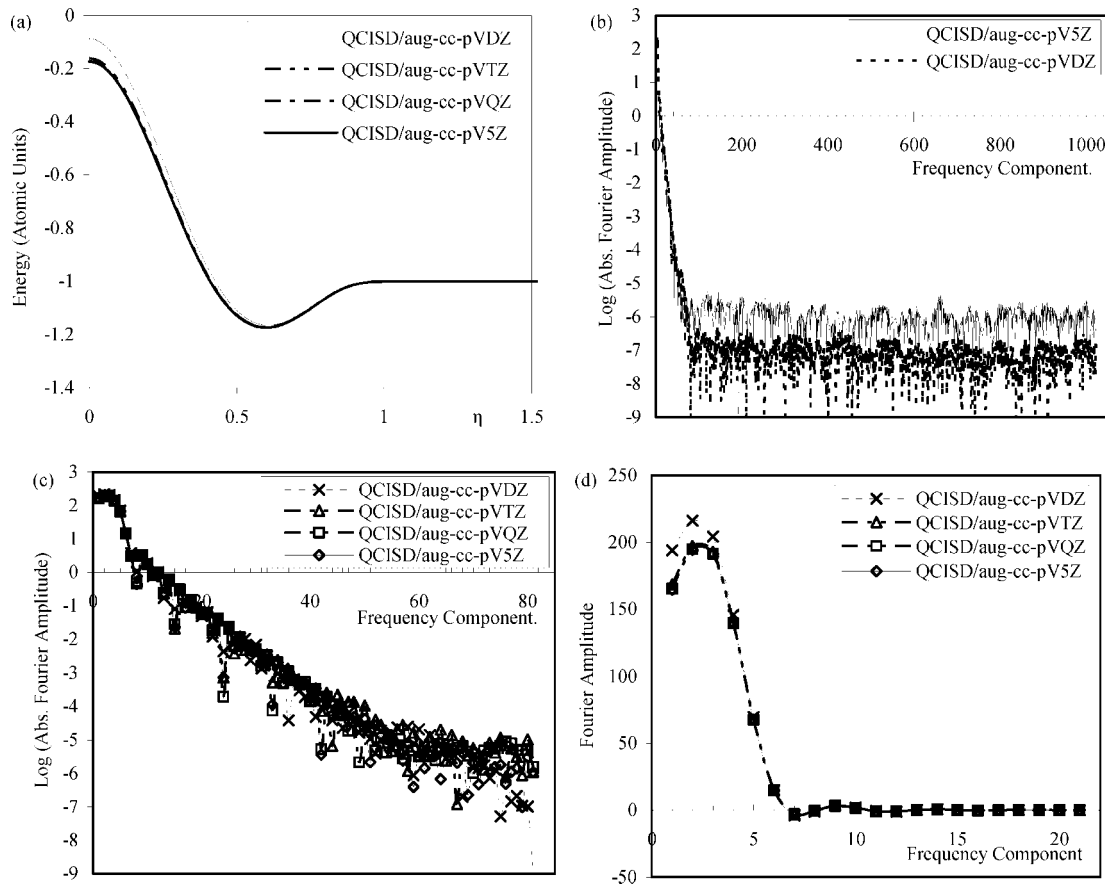 (a)
QCISD/aug-cc-pVDZ
QCISD/aug-cc-pVTZ
QCISD/aug-cc-pVQZ
QCISD/aug-cc-pV5Z
Energy (Atomic Units)
0
-0.2
-0.4
-0.6
-0.8
-1
-1.2
-1.4
0
0.5
1
η
1.5
(b)
QCISD/aug-cc-pV5Z
QCISD/aug-cc-pVDZ
Log (Abs. Fourier Amplitude)
3
2
1
0
-1
-2
-3
-4
-5
-6
-7
-8
-9
0
200
400
600
800
1000
Frequency Component.
(c)
QCISD/aug-cc-pVDZ
QCISD/aug-cc-pVTZ
QCISD/aug-cc-pVQZ
QCISD/aug-cc-pV5Z
Log (Abs. Fourier Amplitude)
3
2
1
0
-1
-2
-3
-4
-5
-6
-7
-8
-9
0
20
40
60
80
Frequency Component.
(d)
QCISD/aug-cc-pVDZ
QCISD/aug-cc-pVTZ
QCISD/aug-cc-pVQZ
QCISD/aug-cc-pV5Z
Fourier Amplitude
250
200
150
100
50
0
-50
0
5
10
15
20
Frequency Component